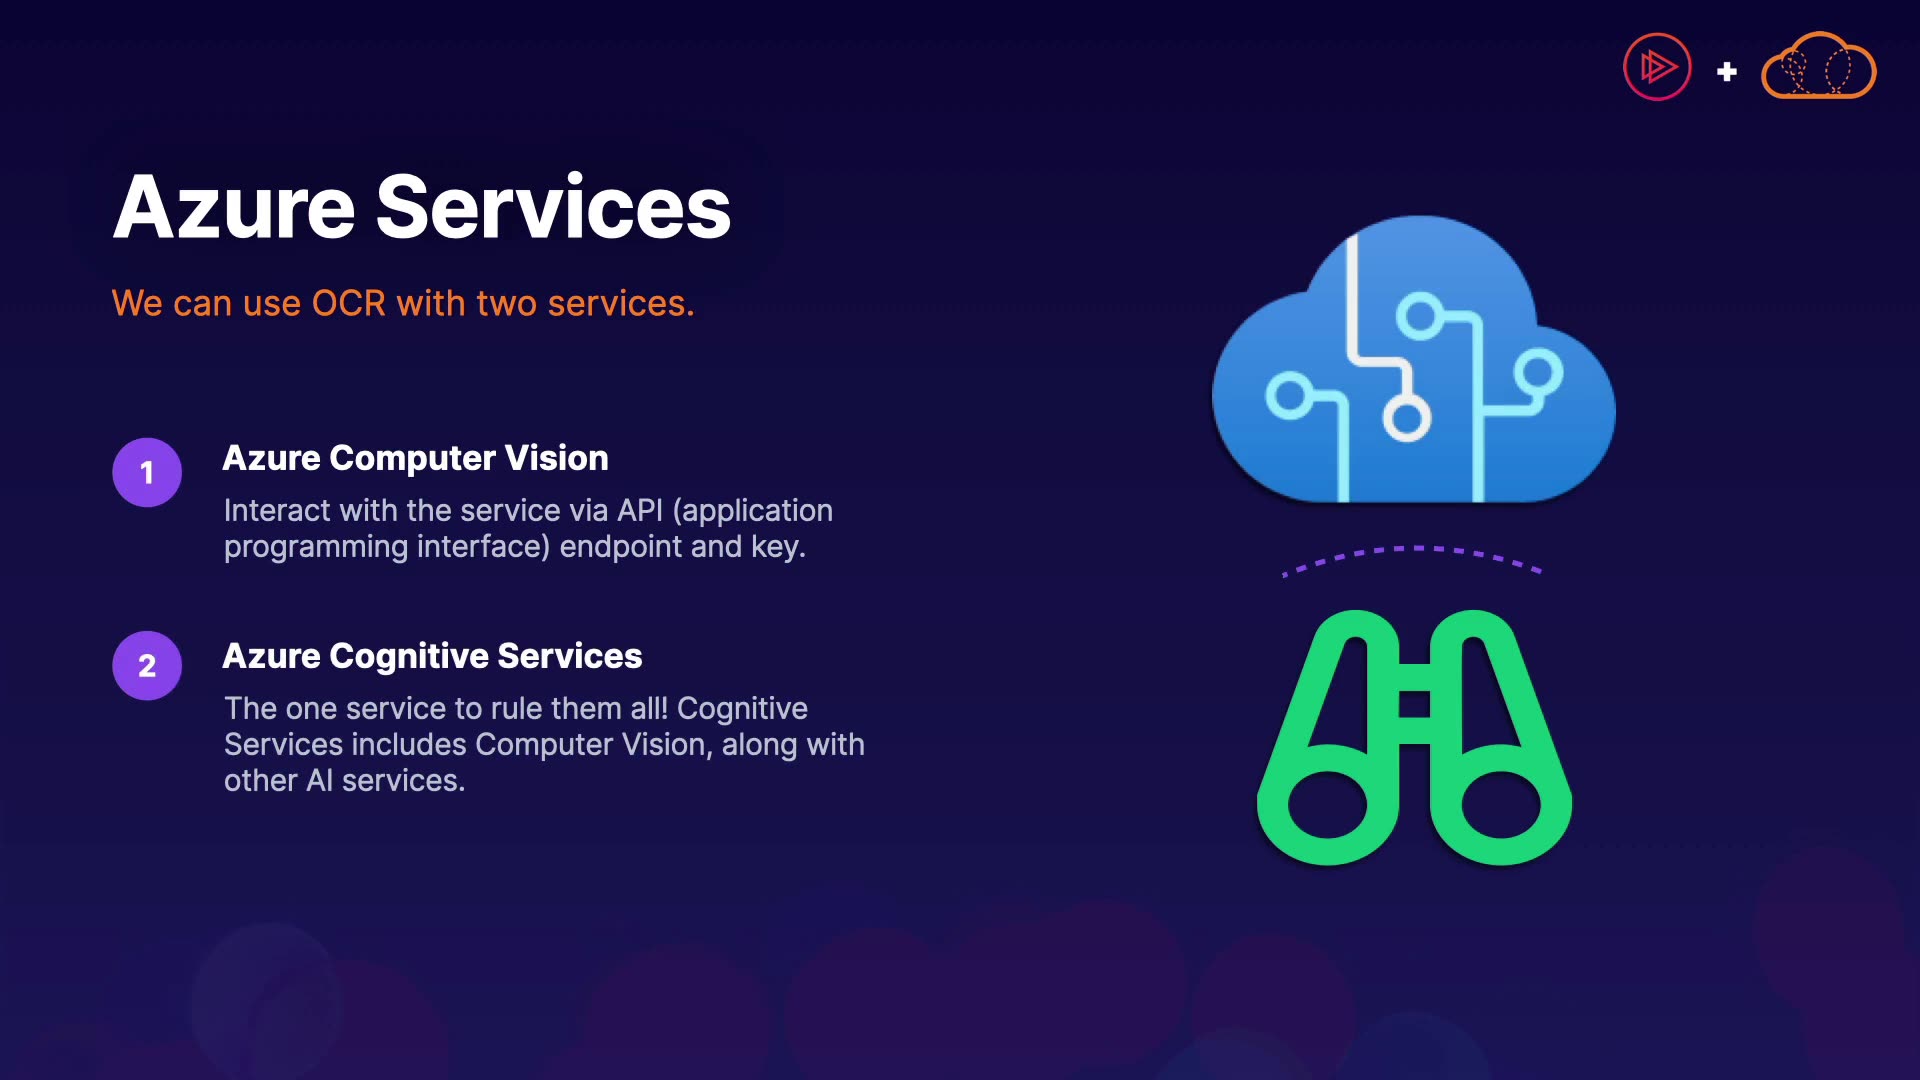 Azure Services
We can use OCR with two services.
1
Azure Computer Vision
Interact with the service via API (application
programming interface) endpoint and key.
2
Azure Cognitive Services
The one service to rule them all! Cognitive
Services includes Computer Vision, along with
other AI services.